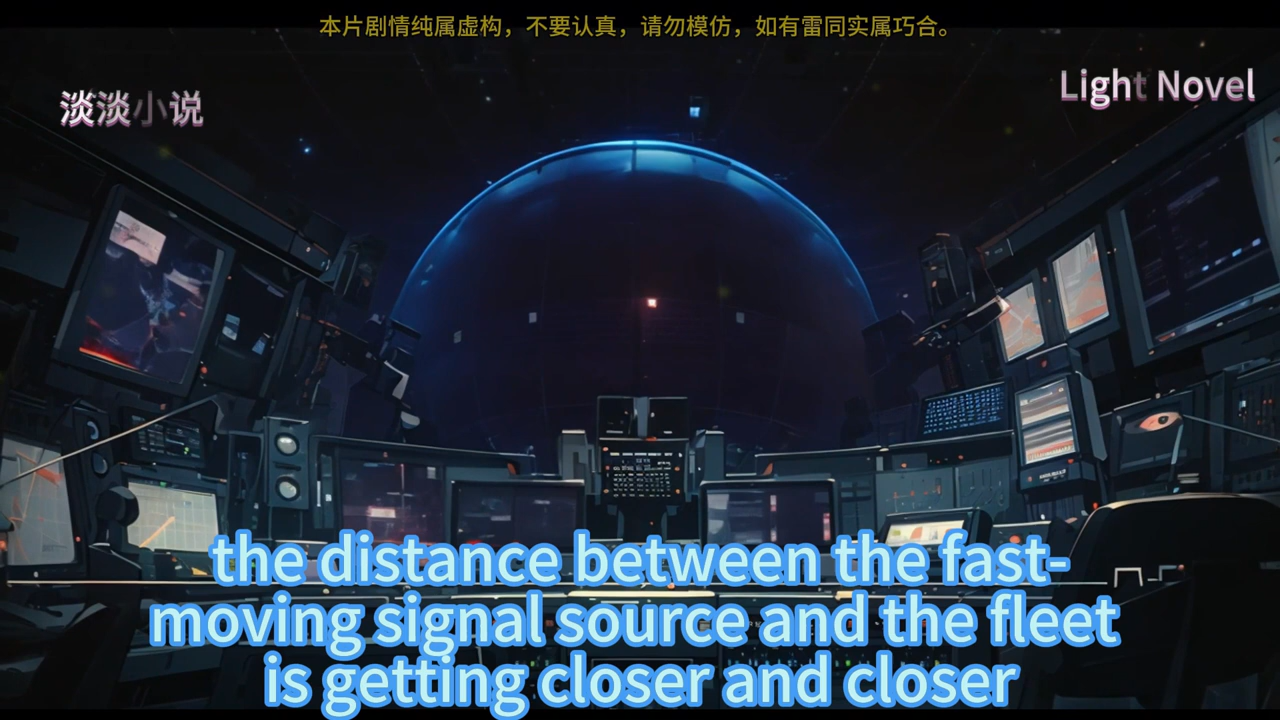 本片剧情纯属虚构，不要认真，请勿模仿，如有雷同实属巧合。
淡淡小说
Light Novel
the distance between the fast-
moving signal source and the fleet
is getting closer and closer